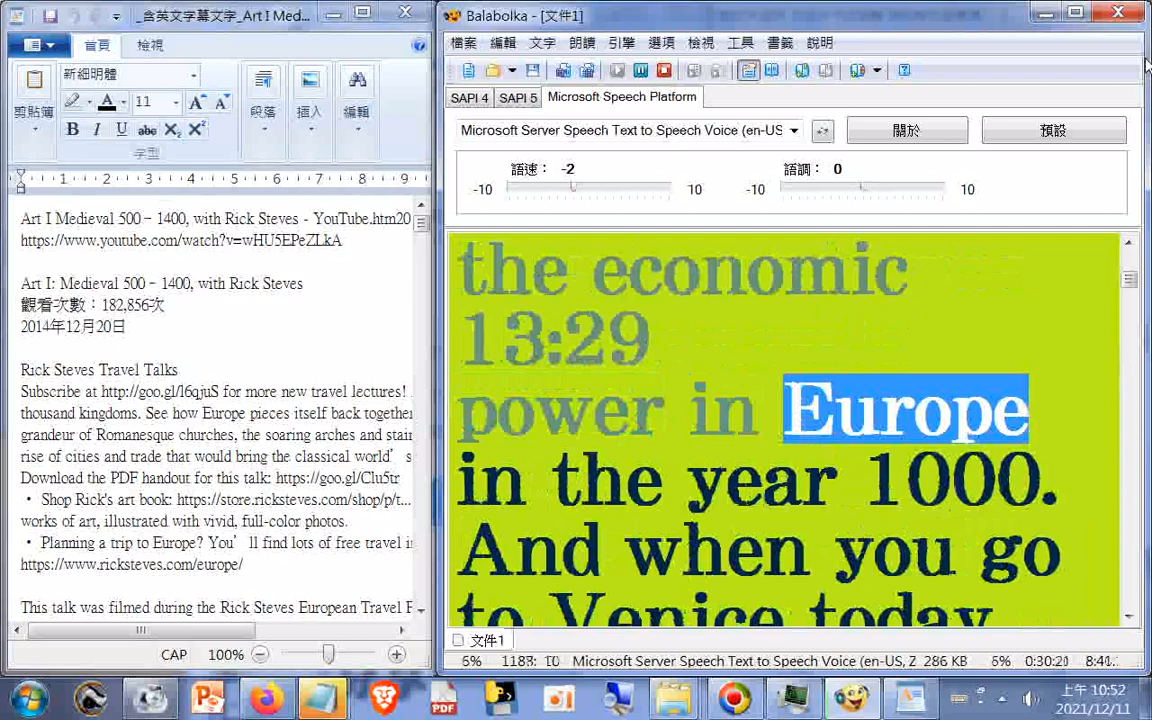 _含英文字幕文字_Art I Med...
首頁
檢視
新細明體
11
剪貼簿
段落
插入
編輯
字型
1 2 3 4 5 6 7 8 9
Art I Medieval 500 – 1400, with Rick Steves - YouTube.htm20
https://www.youtube.com/watch?v=wHU5EPeZLkA
Art I: Medieval 500 – 1400, with Rick Steves
觀看次數：182,856次
2014年12月20日
Rick Steves Travel Talks
Subscribe at http://goo.gl/l6qjuS for more new travel lectures!
thousand kingdoms. See how Europe pieces itself back together
grandeur of Romanesque churches, the soaring arches and stai
rise of cities and trade that would bring the classical world's
Download the PDF handout for this talk: https://goo.gl/Clu5tr
• Shop Rick's art book: https://store.ricksteves.com/shop/p/t...
works of art, illustrated with vivid, full-color photos.
• Planning a trip to Europe? You'll find lots of free travel i
https://www.ricksteves.com/europe/
This talk was filmed during the Rick Steves European Travel F
CAP 100%
Balabolka - [文件1]
檔案 編輯 文字 朗讀 引擎 選項 檢視 工具 書籤 說明
SAPI 4 SAPI 5 Microsoft Speech Platform
Microsoft Server Speech Text to Speech Voice (en-US
關於
預設
語速： -2
語調： 0
-10 10 -10 10
the economic
13:29
power in Europe
in the year 1000.
And when you go
to Venice today
文件1
Microsoft Server Speech Text to Speech Voice (en-US, Z 286 KB 0:30:20 8:41.
上午 10:52
2021/12/11